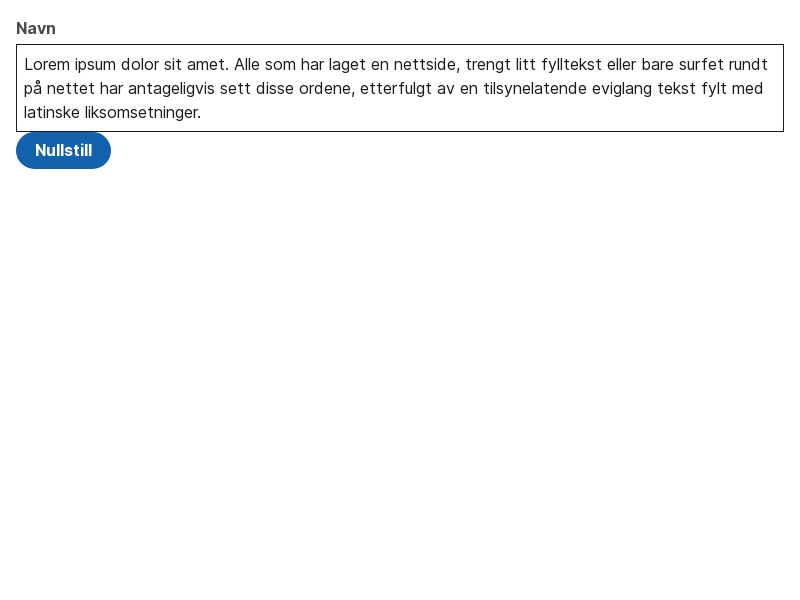 Navn
Lorem ipsum dolor sit amet. Alle som har laget en nettside, trengt litt fylltekst eller bare surfet rundt
på nettet har antageligvis sett disse ordene, etterfulgt av en tilsynelatende eviglang tekst fylt med
latinske liksomsetninger.
Nullstill